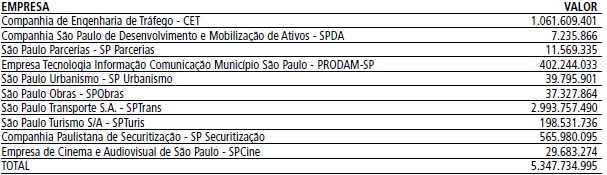 EMPRESA VALOR
Companhia de Engenharia de Tráfego - CET 1.061.609.401
Companhia São Paulo de Desenvolvimento e Mobilização de Ativos - SPDA 7.235.866
São Paulo Parcerias - SP Parcerias 11.569.335
Empresa Tecnologia Informação Comunicação Município São Paulo - PRODAM-SP 402.244.033
São Paulo Urbanismo - SP Urbanismo 39.795.901
São Paulo Obras - SPObras 37.327.864
São Paulo Transporte S.A. - SPTrans 2.993.757.490
São Paulo Turismo S/A - SPTuris 198.531.736
Companhia Paulistana de Securitização - SP Securitização 565.980.095
Empresa de Cinema e Audiovisual de São Paulo - SPCine 29.683.274
TOTAL 5.347.734.995